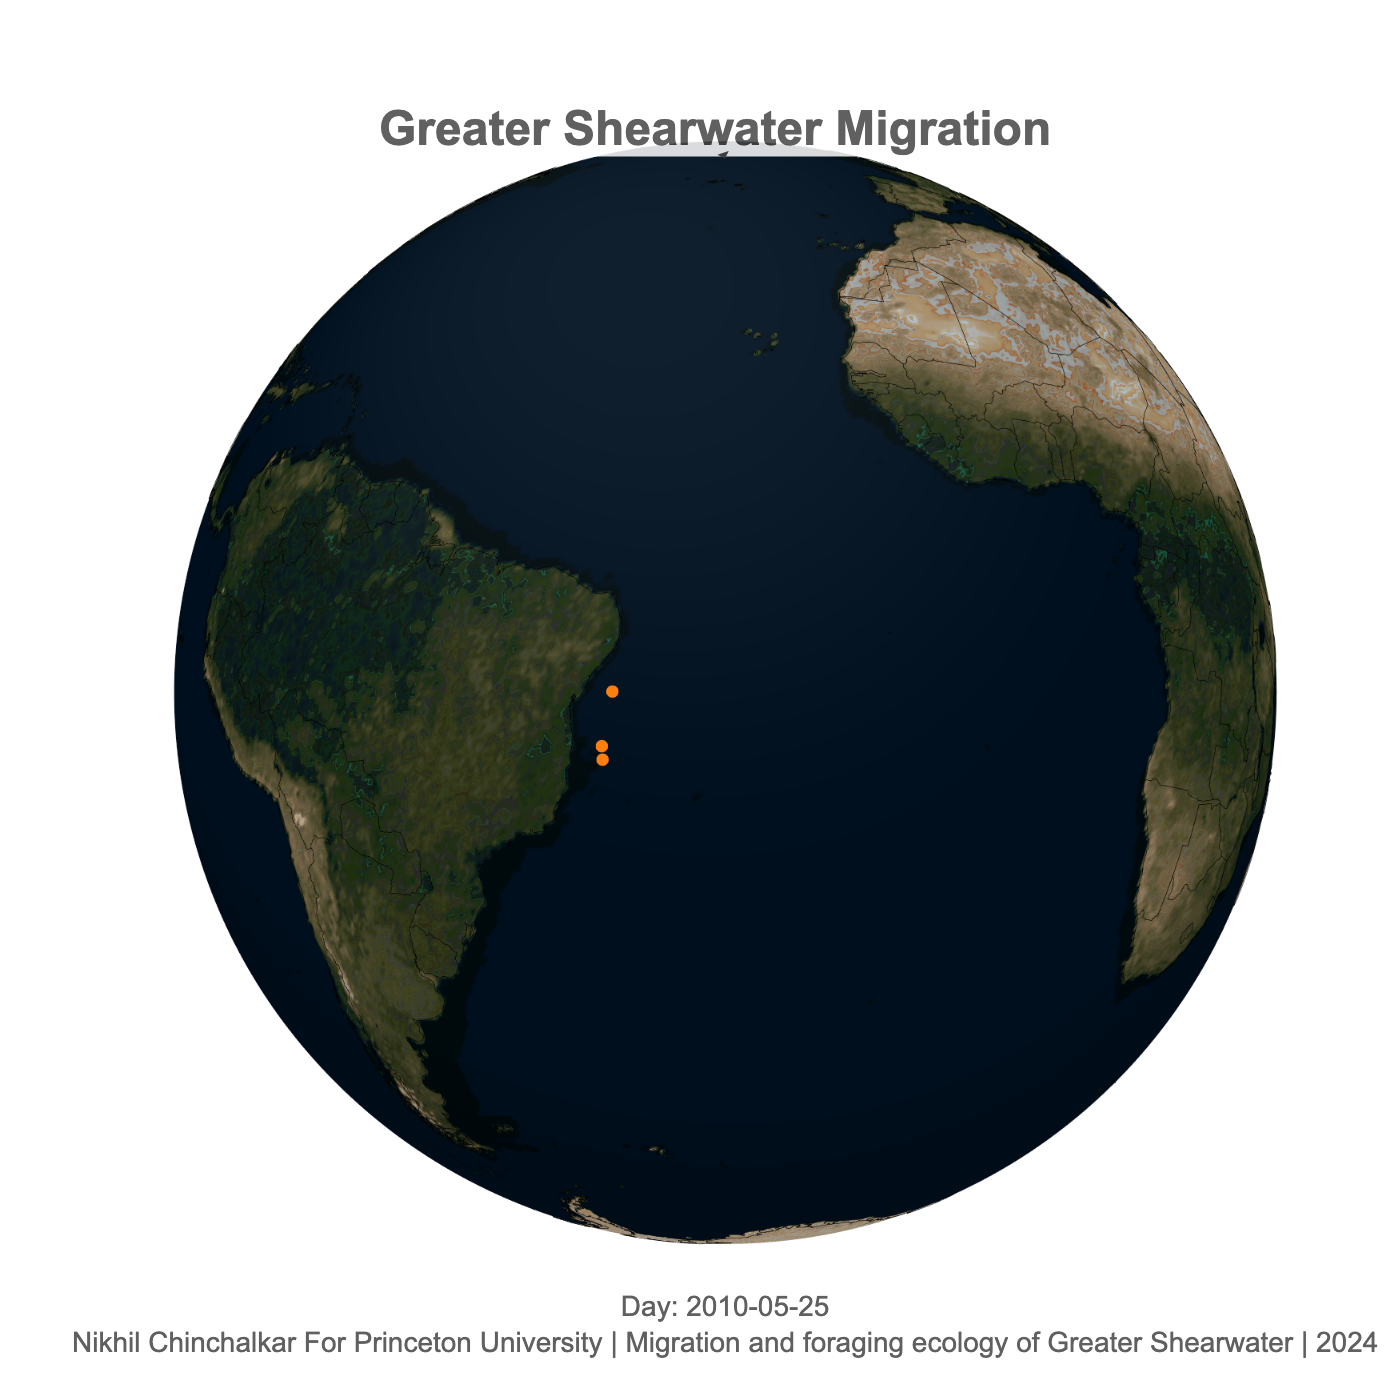 Greater Shearwater Migration
Day: 2010-05-25
Nikhil Chinchalkar For Princeton University | Migration and foraging ecology of Greater Shearwater | 2024